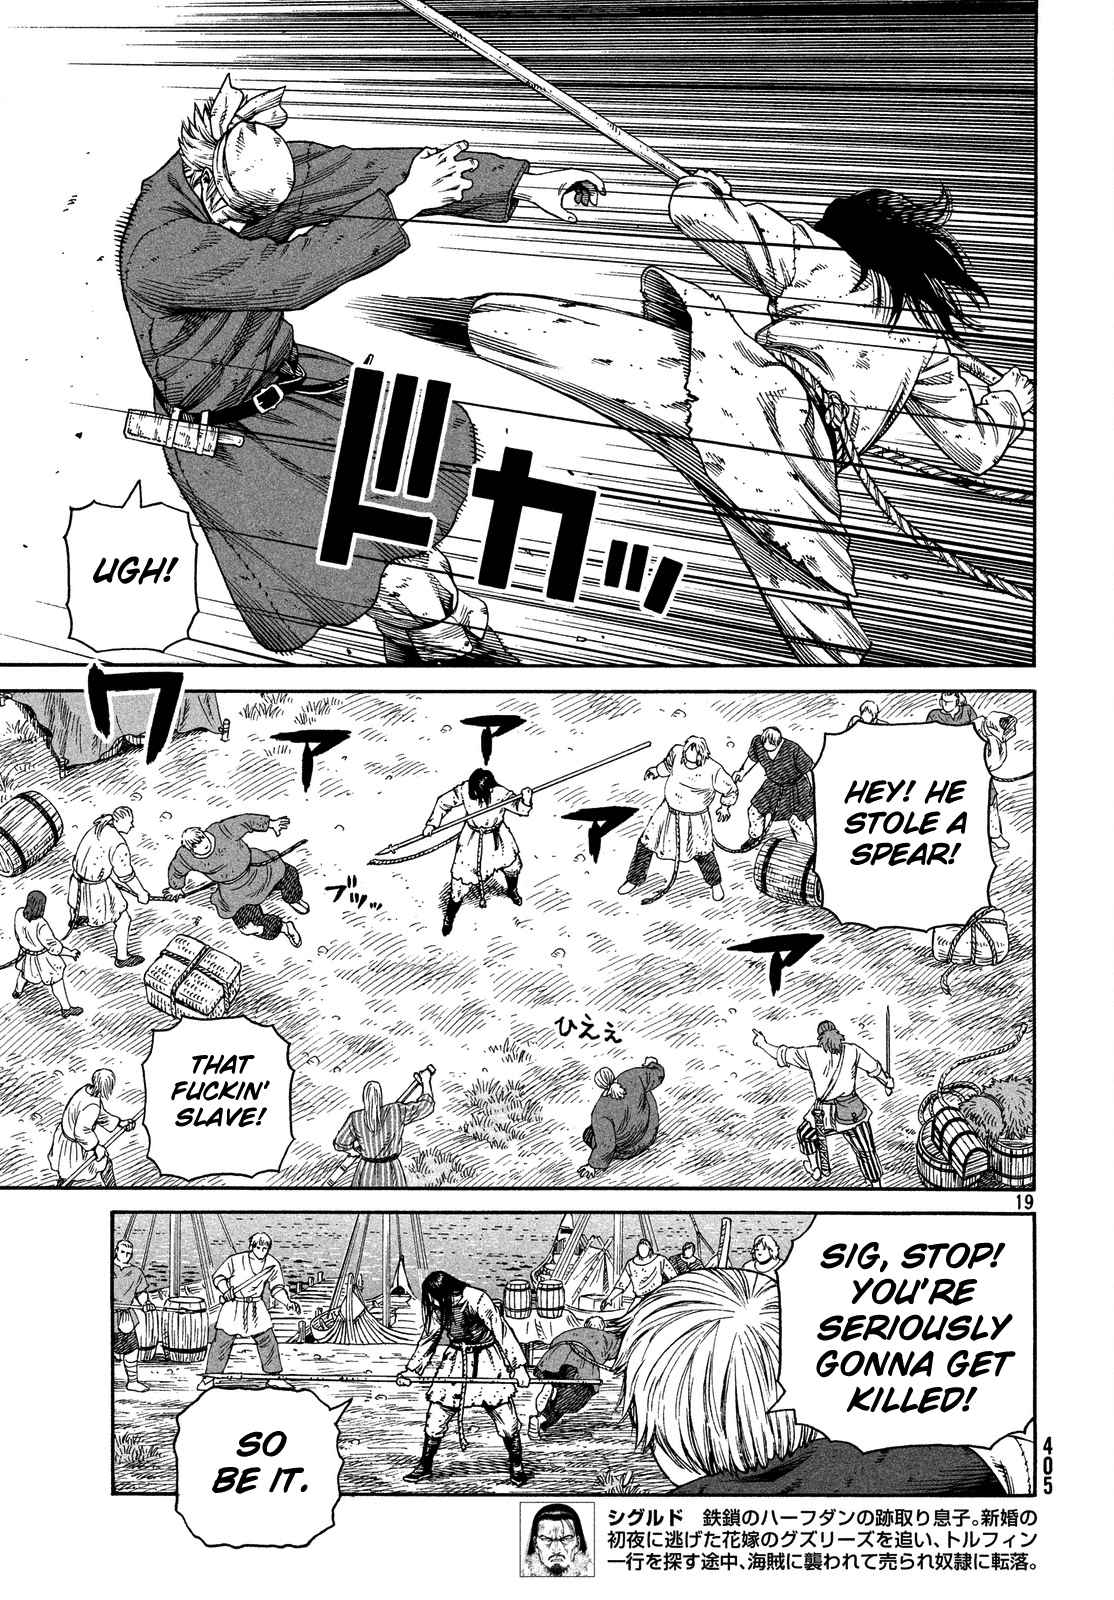 ドカッ
UGH!
ワ
ア
ア
ア
ア
HEY! HE
STOLE A
SPEAR!
ブツッ
ひえぇ
THAT
FUCKIN'
SLAVE!
19
SIG, STOP!
YOU'RE
SERIOUSLY
GONNA GET
KILLED!
SO
BE IT.
405
シグルド 鉄鎖のハーフダンの跡取り息子。新婚の
初夜に逃げた花嫁のグズリーズを追い、トルフィン
一行を探す途中、海賊に襲われて売られ奴隷に転落。